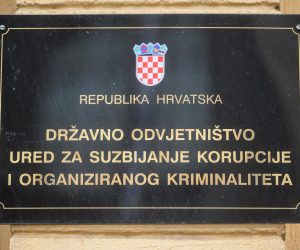 REPUBLIKA HRVATSKA
DRŽAVNO ODVJETNIŠTVO
URED ZA SUZBIJANJE KORUPCIJE
I ORGANIZIRANOG KRIMINALITETA